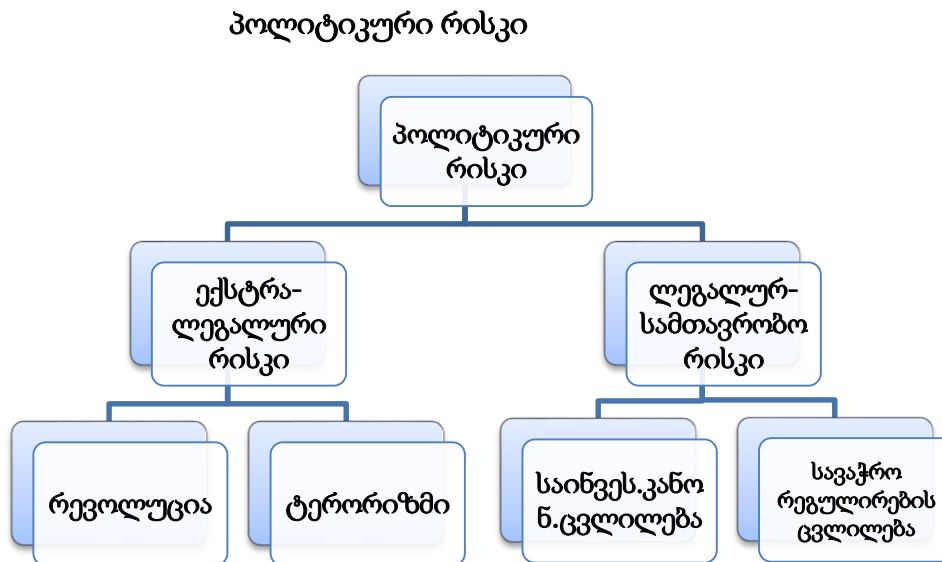 პოლიტიკური რისკი
პოლიტიკური
რისკი
ექსტრა-
ლეგალური
რისკი
ლეგალურ-
სამთავრობო
რისკი
რევოლუცია
ტერორიზმი
საინვეს.კანო
ნ.ცვლილება
სავაჭრო
რეგულირების
ცვლილება